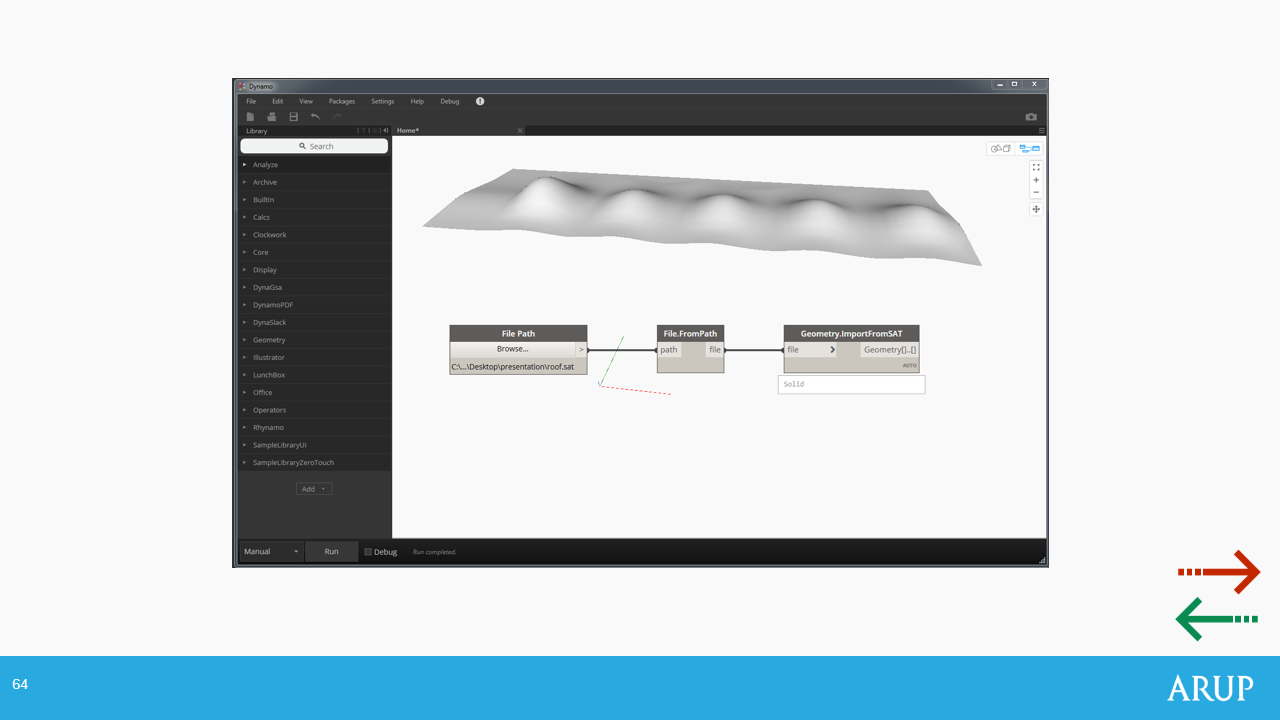 Dynamo
File Edit View Packages Settings Help Debug
Library
Home*
Search
Analyze
Archive
BuiltIn
Calcs
Clockwork
Core
Display
DynaGsa
DynamoPDF
DynaSlack
Geometry
Illustrator
LunchBox
Office
Operators
Rhynamo
SampleLibraryUI
SampleLibraryZeroTouch
Add
File Path
Browse... >
C:\...\Desktop\presentation\roof.sat
File.FromPath
path file
Geometry.ImportFromSAT
file Geometry[]..[]
AUTO
Solid
Manual Run Debug Run completed.
64
ARUP